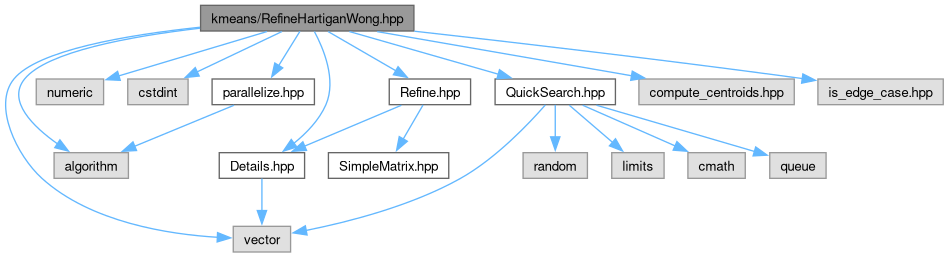 kmeans/RefineHartiganWong.hpp
numeric
cstdint
parallelize.hpp
Refine.hpp
QuickSearch.hpp
compute_centroids.hpp
is_edge_case.hpp
algorithm
Details.hpp
SimpleMatrix.hpp
random
limits
cmath
queue
vector